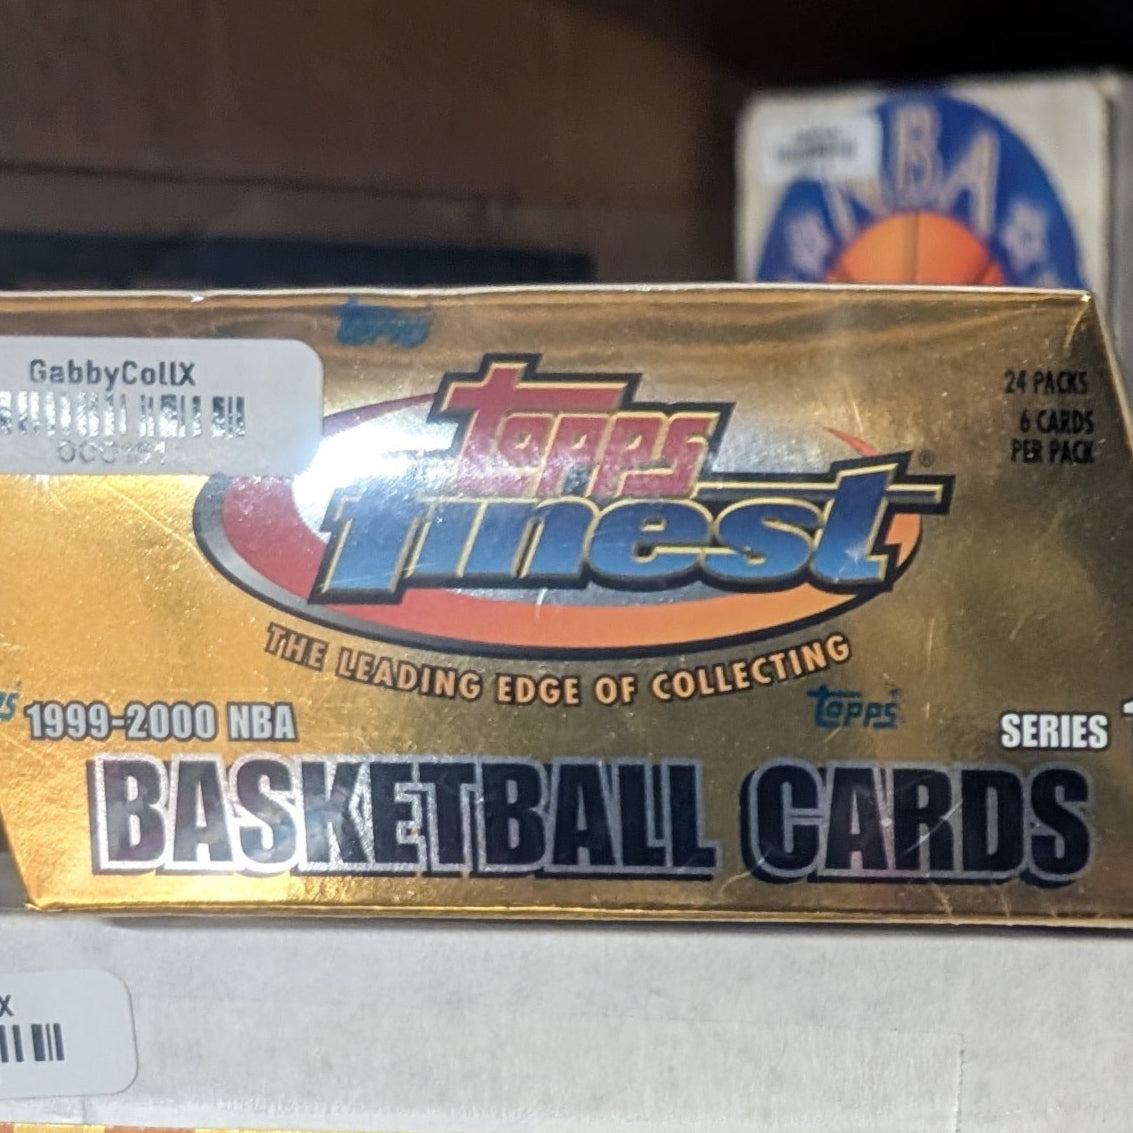 NBA
Topps
GabbyCollX
Topps
finest
®
24 PACKS
6 CARDS
PER PACK
THE LEADING EDGE OF COLLECTING
1999-2000 NBA
Topps
SERIES 1
BASKETBALL CARDS
X